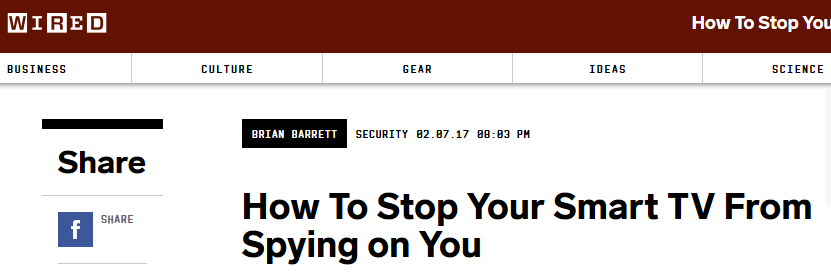 WIRED
How To Stop You
BUSINESS
CULTURE
GEAR
IDEAS
SCIENCE
BRIAN BARRETT SECURITY 02.07.17 08:03 PM
Share
f SHARE
How To Stop Your Smart TV From
Spying on You